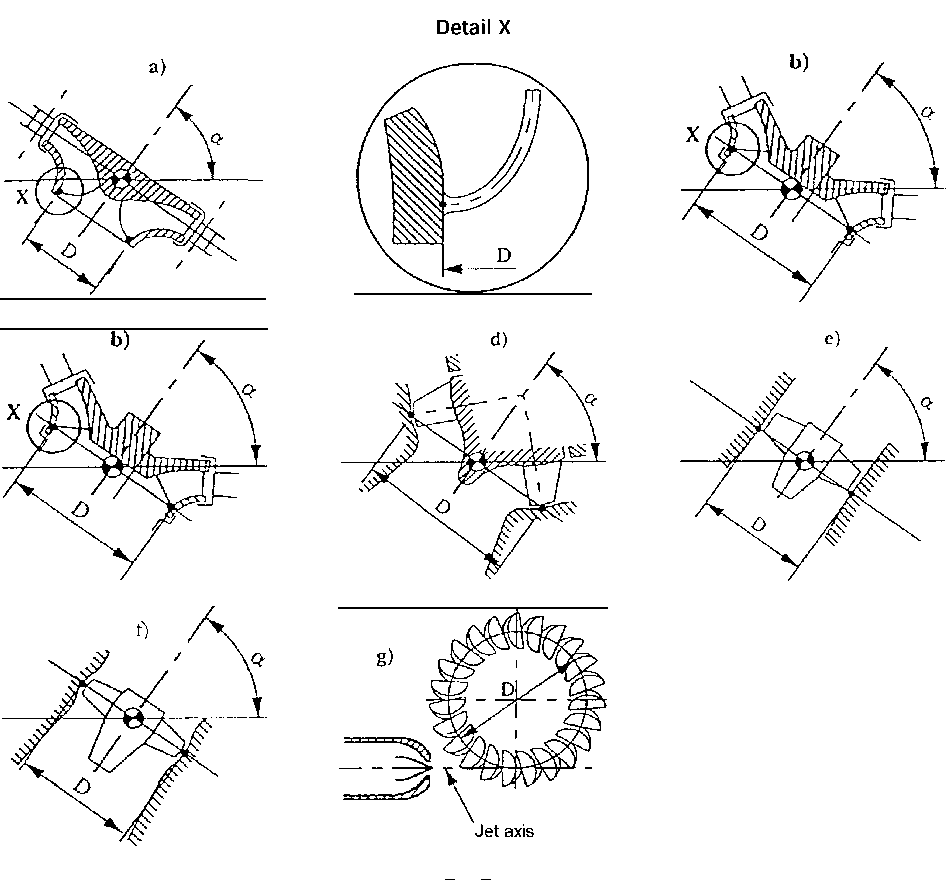 Detail X
a)
b)
α
α
X
X
D
D
D
b)
d)
e)
α
α
α
X
D
D
D
f)
g)
α
D
D
Jet axis